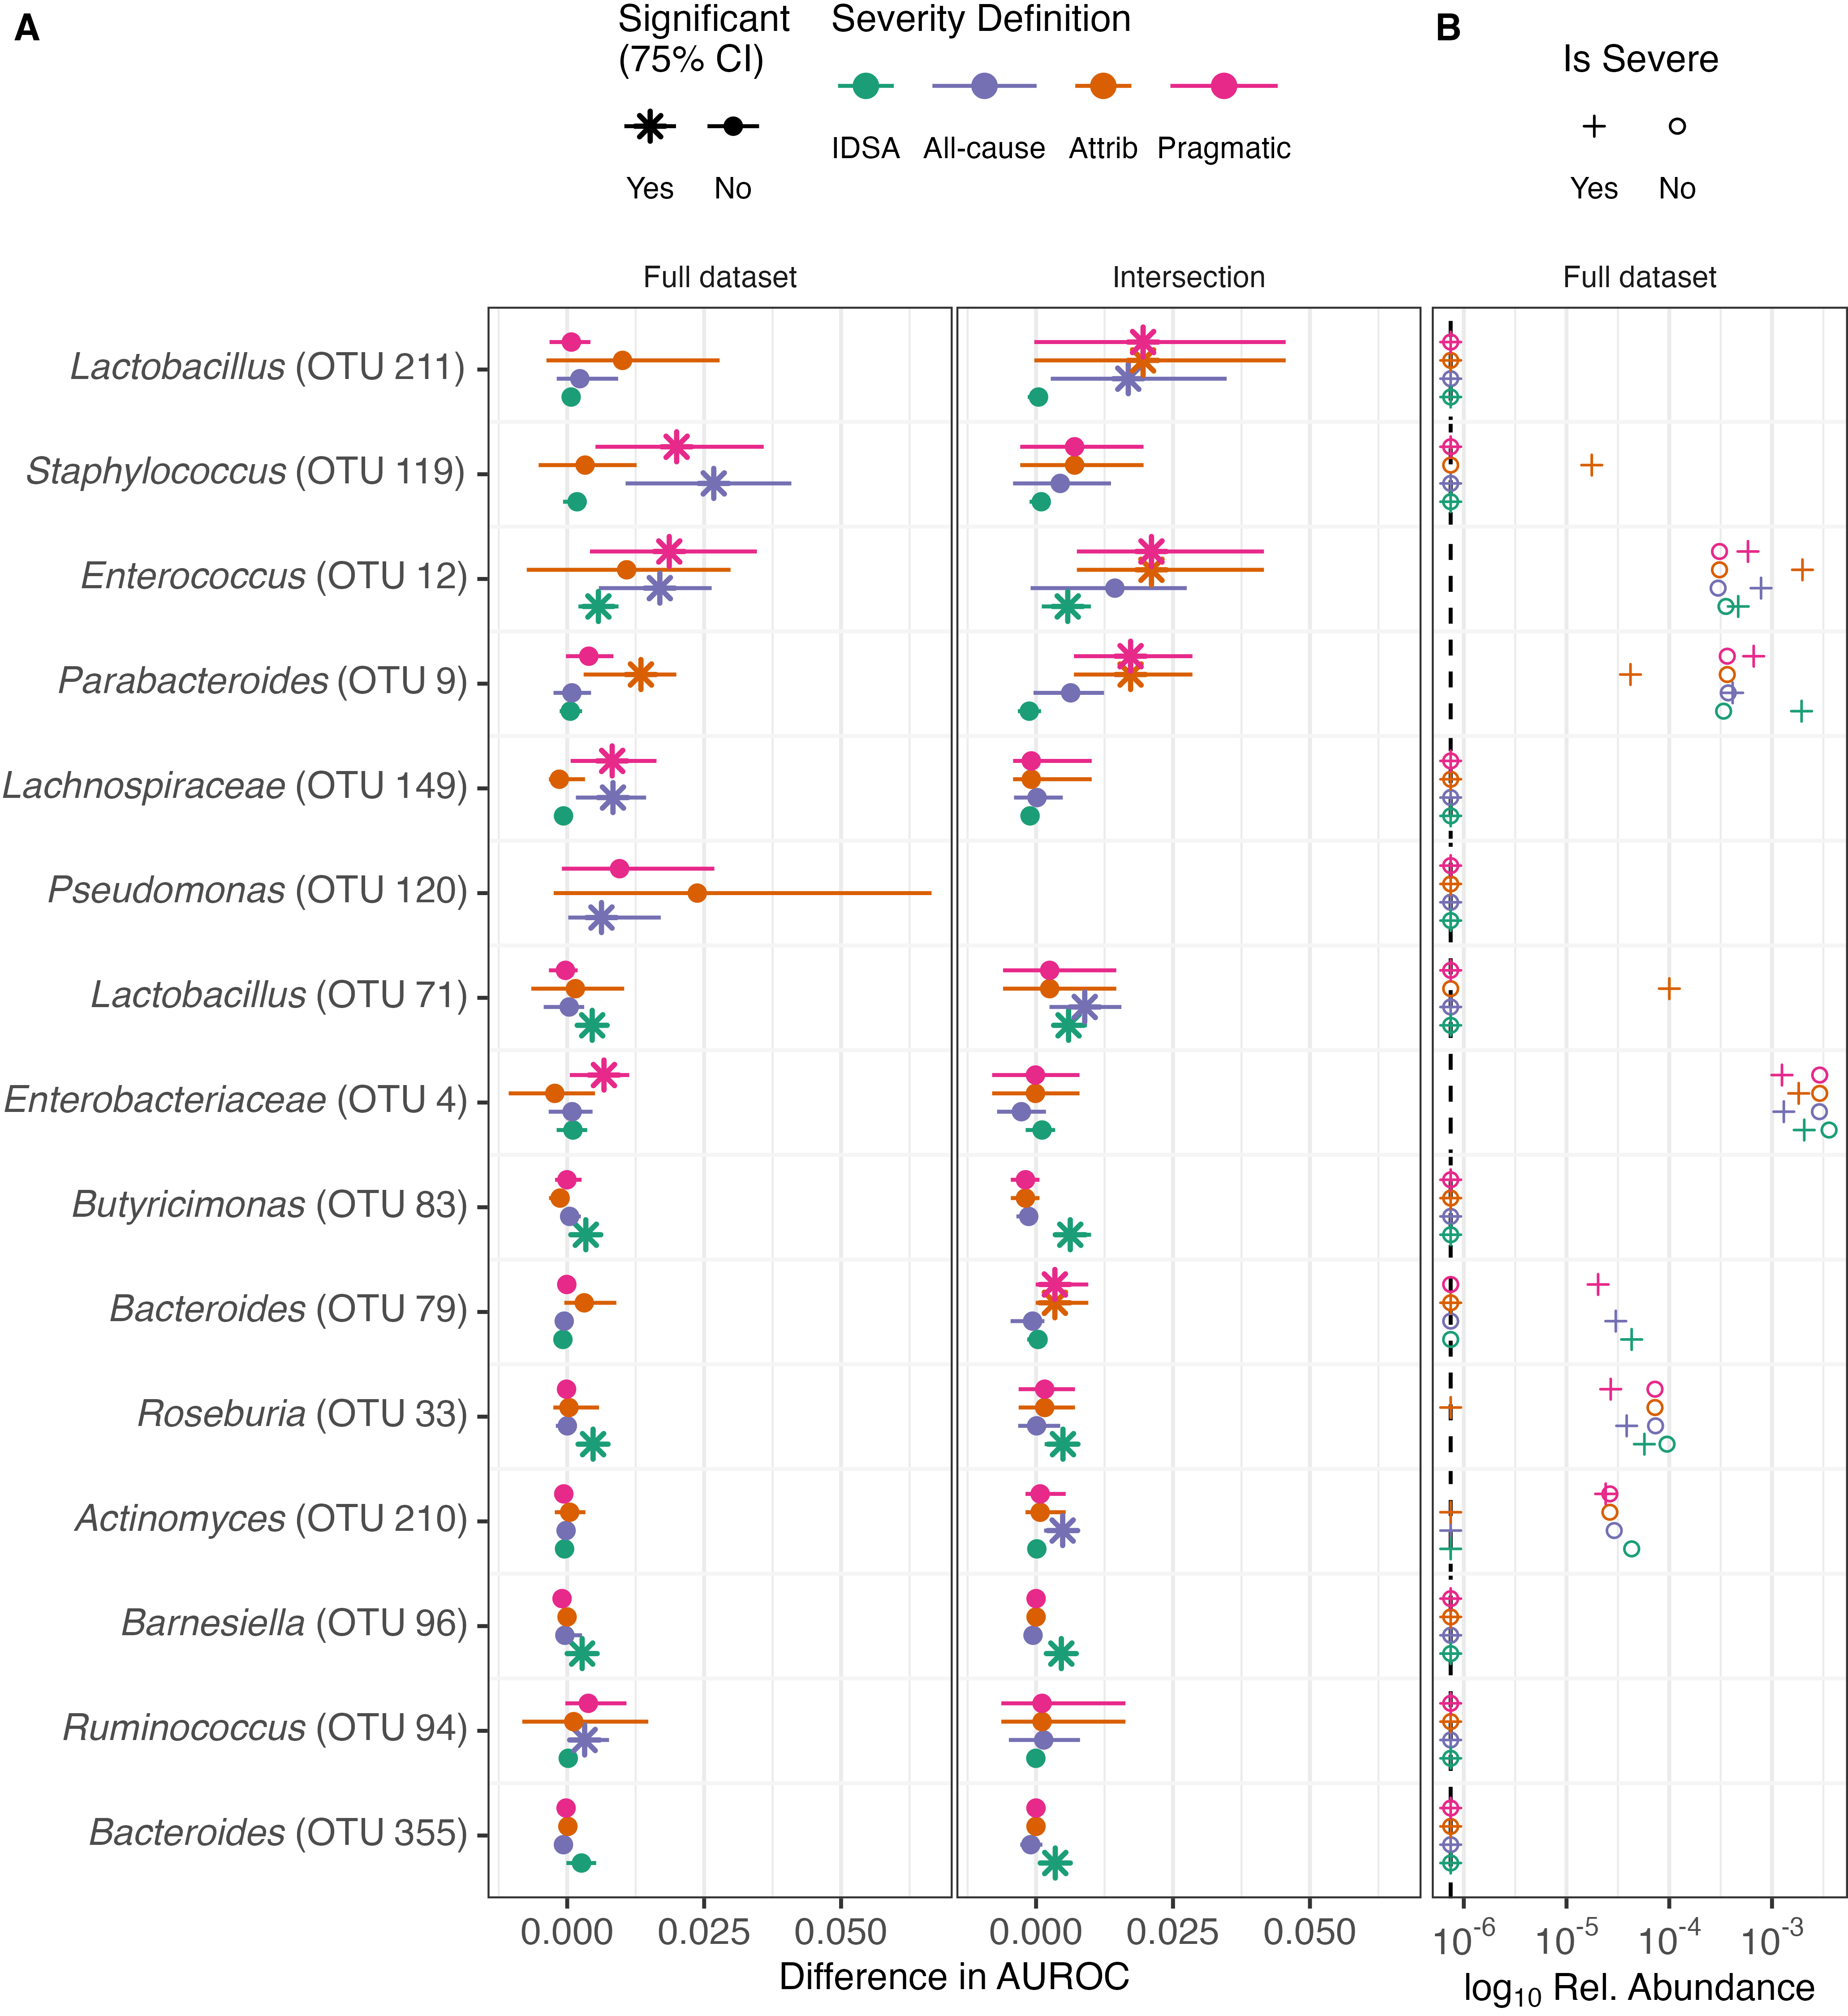 A
Significant
(75% CI)
Yes No
Severity Definition
IDSA All-cause Attrib Pragmatic
B
Is Severe
Yes No
Full dataset
Intersection
Full dataset
Lactobacillus (OTU 211)
Staphylococcus (OTU 119)
Enterococcus (OTU 12)
Parabacteroides (OTU 9)
Lachnospiraceae (OTU 149)
Pseudomonas (OTU 120)
Lactobacillus (OTU 71)
Enterobacteriaceae (OTU 4)
Butyricimonas (OTU 83)
Bacteroides (OTU 79)
Roseburia (OTU 33)
Actinomyces (OTU 210)
Barnesiella (OTU 96)
Ruminococcus (OTU 94)
Bacteroides (OTU 355)
0.000 0.025 0.050
0.000 0.025 0.050
10⁻⁶ 10⁻⁵ 10⁻⁴ 10⁻³
Difference in AUROC
log₁₀ Rel. Abundance